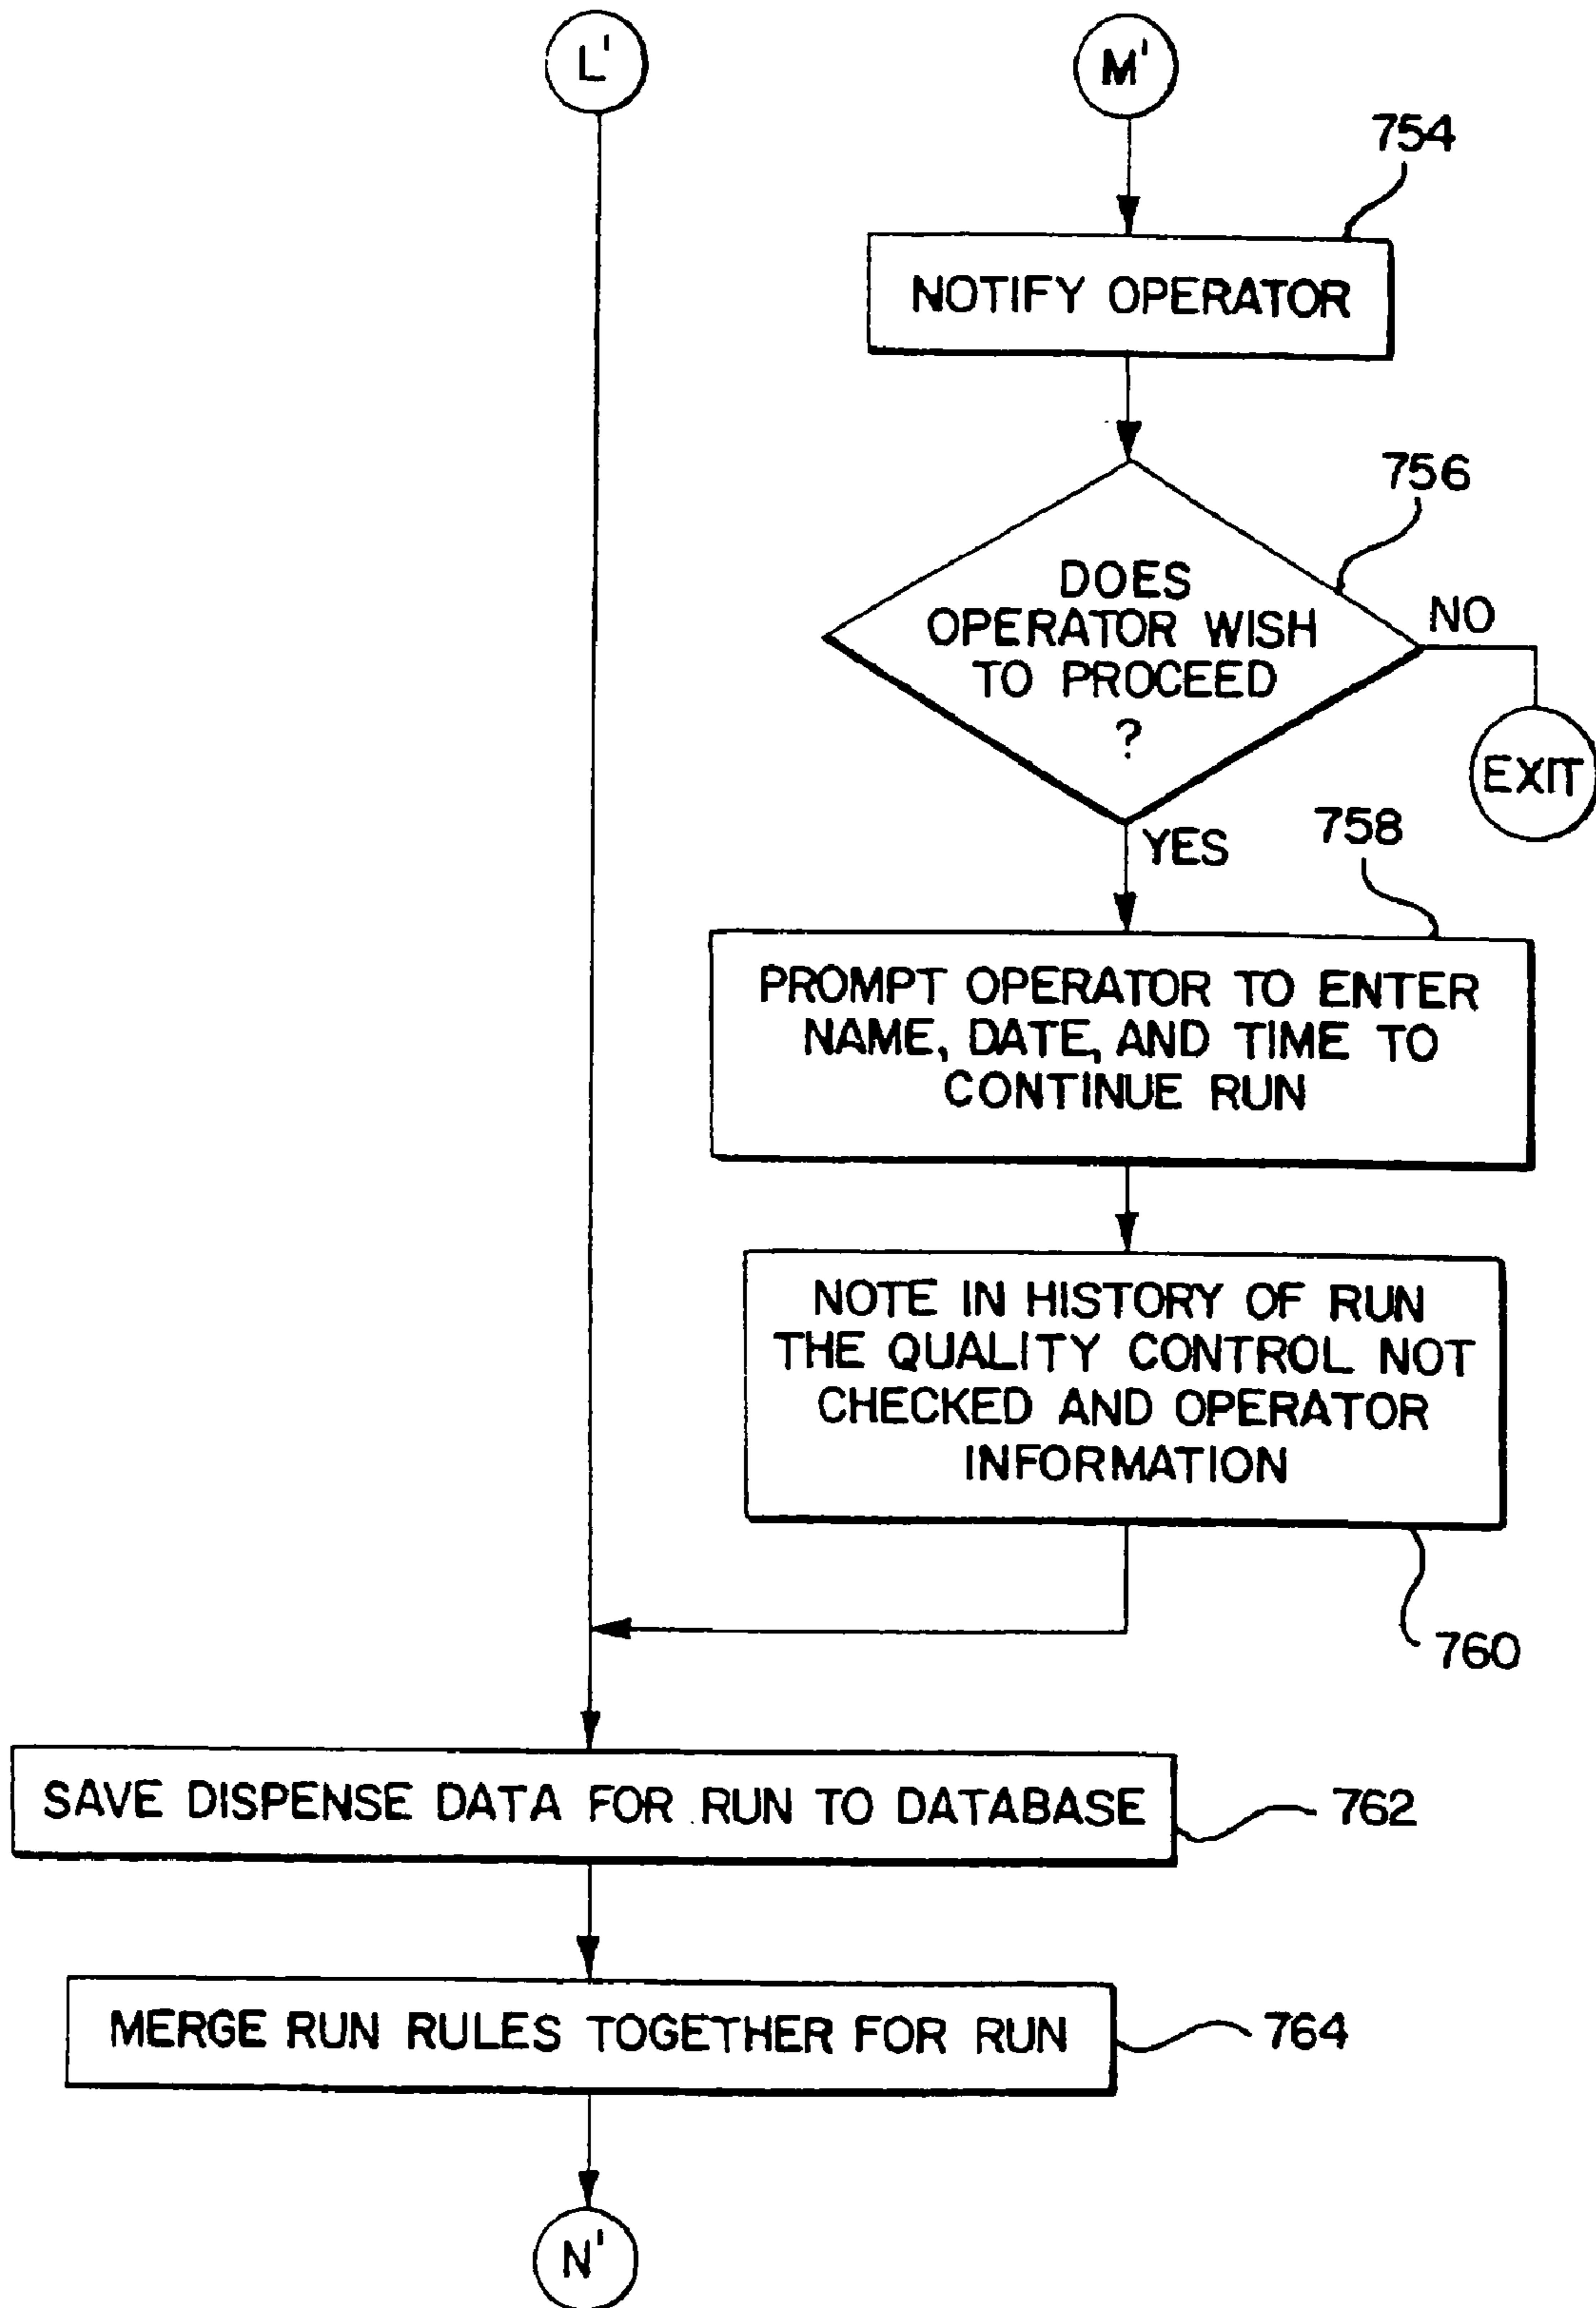 L'
M'
754
NOTIFY OPERATOR
756
DOES
OPERATOR WISH
TO PROCEED
?
NO
EXIT
YES
758
PROMPT OPERATOR TO ENTER
NAME, DATE, AND TIME TO
CONTINUE RUN
NOTE IN HISTORY OF RUN
THE QUALITY CONTROL NOT
CHECKED AND OPERATOR
INFORMATION
760
SAVE DISPENSE DATA FOR RUN TO DATABASE
762
MERGE RUN RULES TOGETHER FOR RUN
764
N'